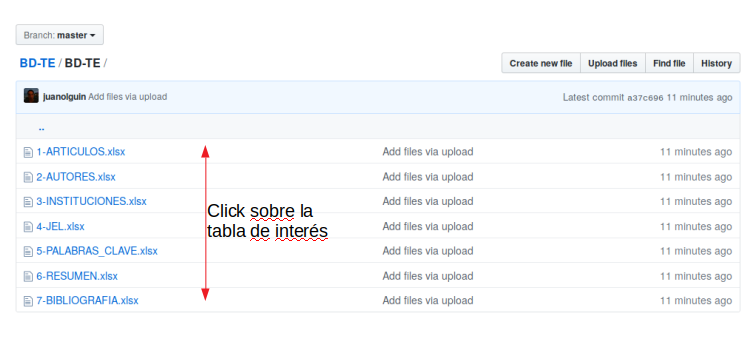 Branch: master
BD-TE / BD-TE /
Create new file Upload files Find file History
juanolguin Add files via upload Latest commit a37c696 11 minutes ago
..
1-ARTICULOS.xlsx Add files via upload 11 minutes ago
2-AUTORES.xlsx Add files via upload 11 minutes ago
3-INSTITUCIONES.xlsx Add files via upload 11 minutes ago
Click sobre la
4-JEL.xlsx Add files via upload 11 minutes ago
tabla de interés
5-PALABRAS_CLAVE.xlsx Add files via upload 11 minutes ago
6-RESUMEN.xlsx Add files via upload 11 minutes ago
7-BIBLIOGRAFIA.xlsx Add files via upload 11 minutes ago